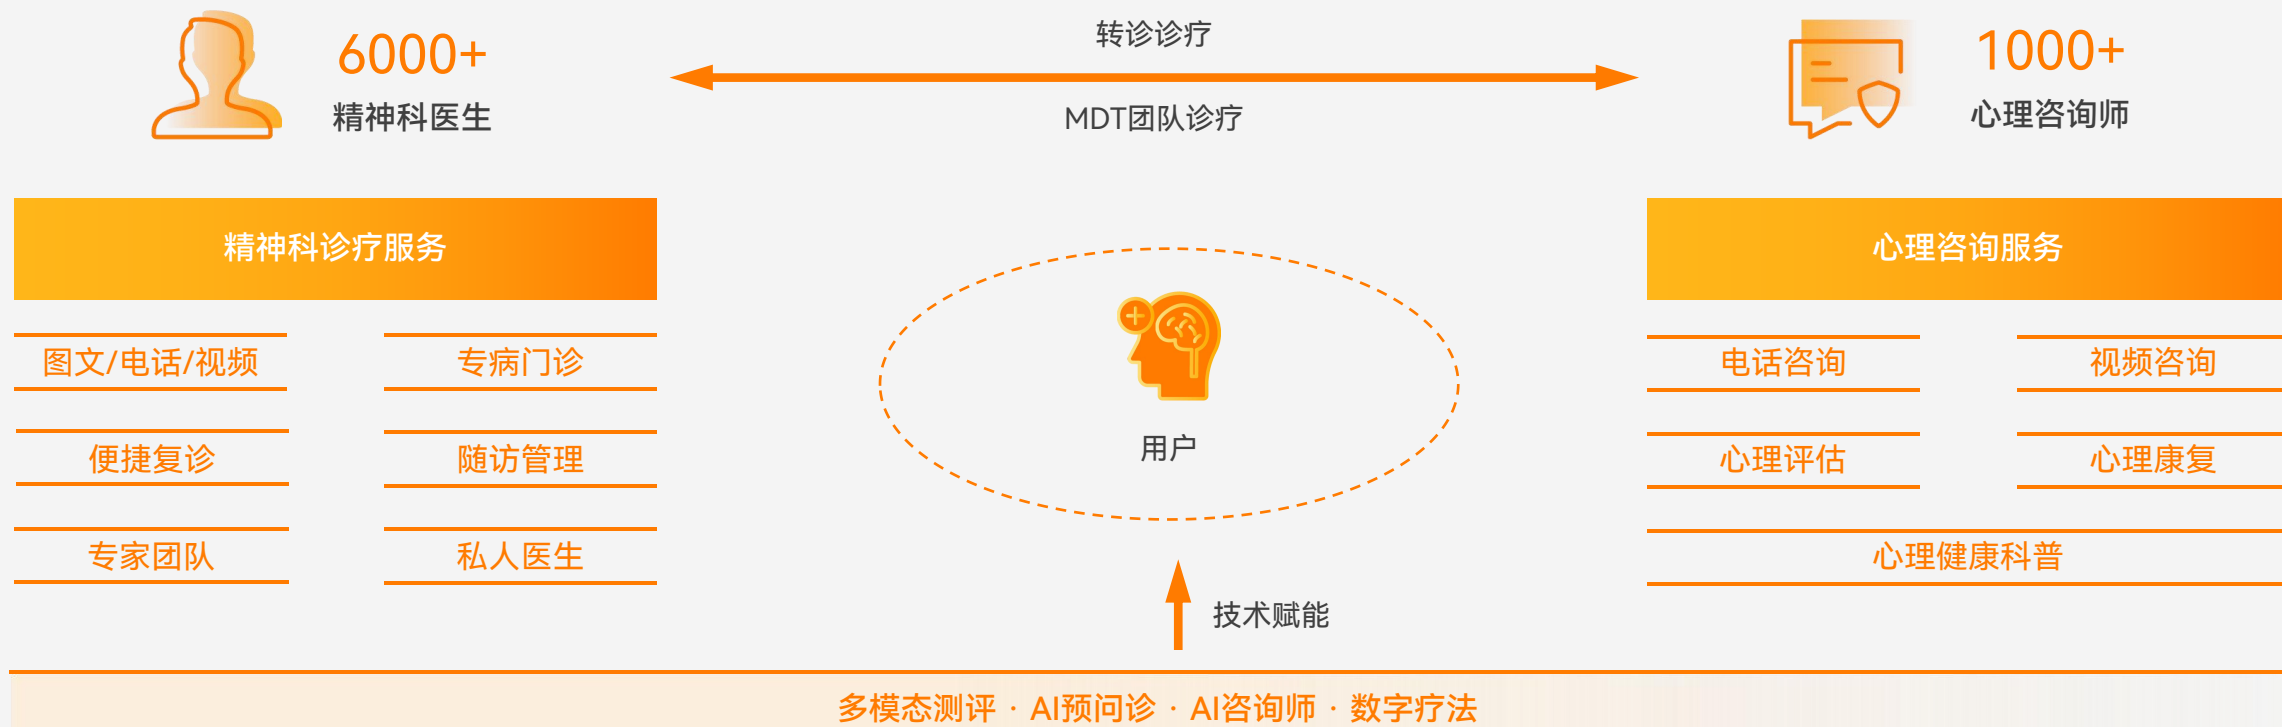 6000+
精神科医生
转诊诊疗
MDT团队诊疗
1000+
心理咨询师
精神科诊疗服务
图文/电话/视频
专病门诊
便捷复诊
随访管理
专家团队
私人医生
用户
技术赋能
心理咨询服务
电话咨询
视频咨询
心理评估
心理康复
心理健康科普
多模态测评 · AI预问诊 · AI咨询师 · 数字疗法